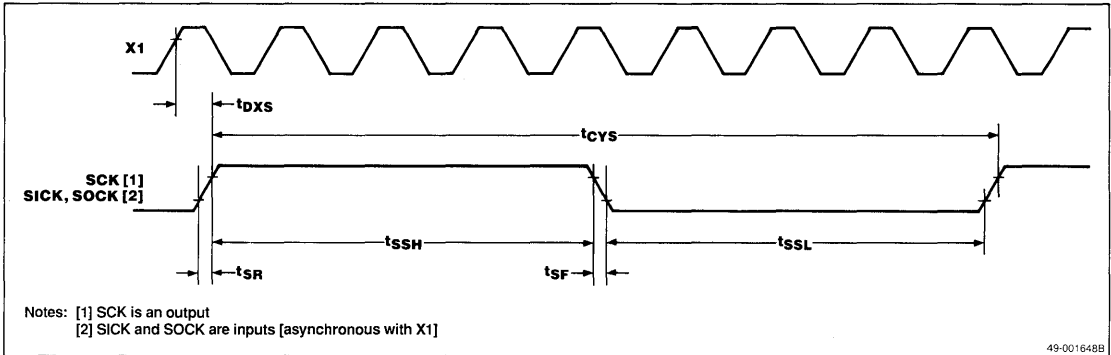 X1
tDXS
tCYS
SCK [1]
SICK, SOCK [2]
tSSH
tSSL
tSR
tSF
Notes: [1] SCK is an output
[2] SICK and SOCK are inputs [asynchronous with X1]
49-001648B